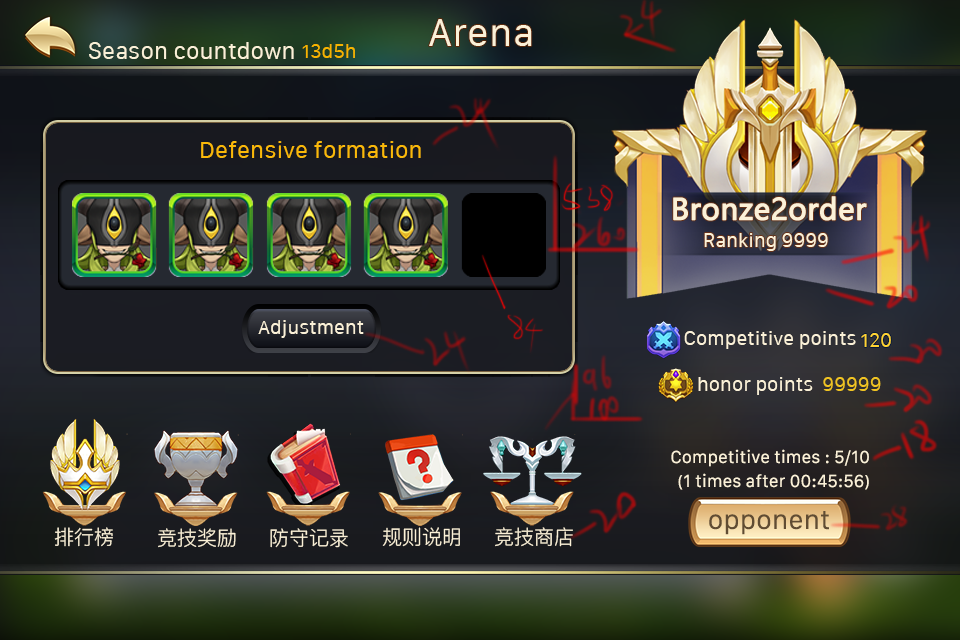 Arena
24
Season countdown 13d5h
24
Defensive formation
538
260
Bronze2order
Ranking 9999
24
20
84
Adjustment
24
Competitive points 120
20
honor points 99999
20
96
100
18
Competitive times : 5/10
(1 times after 00:45:56)
opponent
28
20
排行榜 竞技奖励 防守记录 规则说明 竞技商店